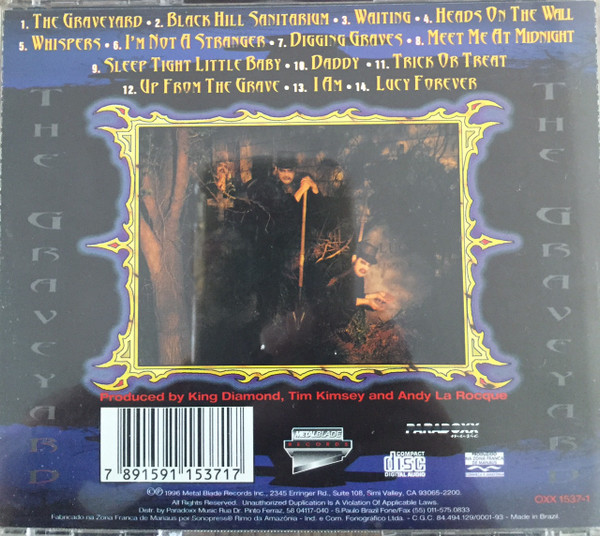 1. The Graveyard • 2. Black Hill Sanitarium • 3. Waiting • 4. Heads On The Wall
5. Whispers • 6. I'm Not A Stranger • 7. Digging Graves • 8. Meet Me At Midnight
9. Sleep Tight Little Baby • 10. Daddy • 11. Trick Or Treat
12. Up From The Grave • 13. I Am • 14. Lucy Forever
The Graveyard
The Graveyard
Produced by King Diamond, Tim Kimsey and Andy La Rocque
7 891591 153717
METAL BLADE
RECORDS
COMPACT
disc
DIGITAL AUDIO
PARADOXX
MUSIC
OXX 1537-1
©℗ 1996 Metal Blade Records Inc., 2345 Erringer Rd., Suite 108, Simi Valley, CA 93065-2200.
All Rights Reserved. Unauthorized Duplication Is A Violation Of Applicable Laws.
Distr. by Paradoxx Music Rua Dr. Pinto Ferraz, 58 04117-040 - S.Paulo Brazil Fone/Fax (55) 011-575.0833
Fabricado na Zona Franca de Manaus por Sonopress® Rimo da Amazônia - Ind. e Com. Fonografico Ltda. - C.G.C. 84.494.129/0001-93 - Made in Brazil.